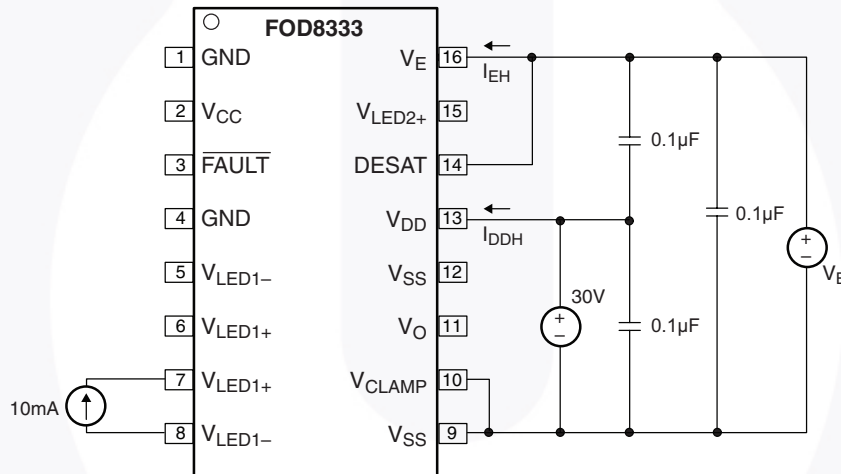 FOD8333
1 GND
2 VCC
3 FAULT
4 GND
5 VLED1–
6 VLED1+
7 VLED1+
8 VLED1–
10mA
VE 16
VLED2+ 15
DESAT 14
VDD 13
VSS 12
VO 11
VCLAMP 10
VSS 9
IEH
IDDH
30V
+
–
0.1µF
0.1µF
0.1µF
+
–
VE